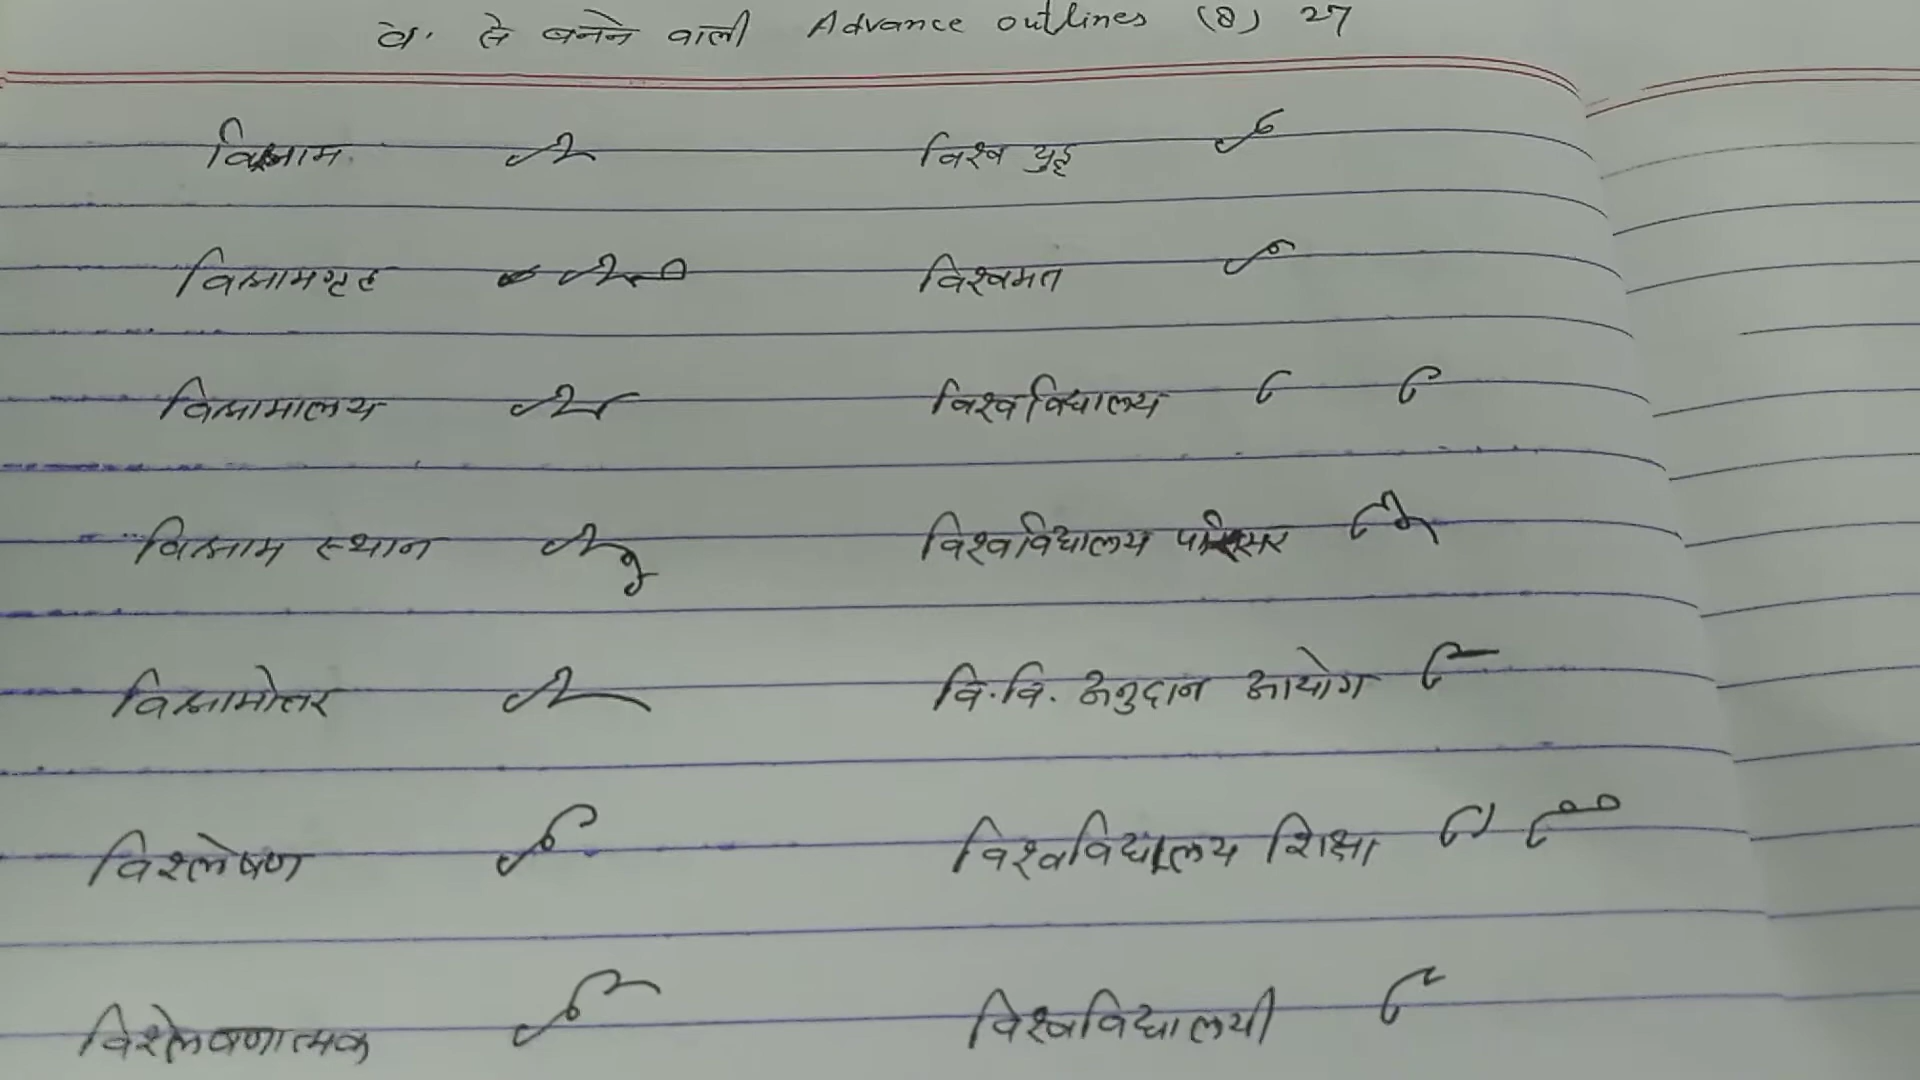 व. से बनने वाली Advance outlines (8) 27
विश्राम विश्व युद्ध
विश्रामगृह विश्वमत
विश्रामालय विश्वविद्यालय
विश्राम स्थान विश्वविद्यालय परिसर
विश्रामोत्तर वि.वि. अनुदान आयोग
विश्लेषण विश्वविद्यालय शिक्षा
विश्लेषणात्मक विश्वविद्यालयी